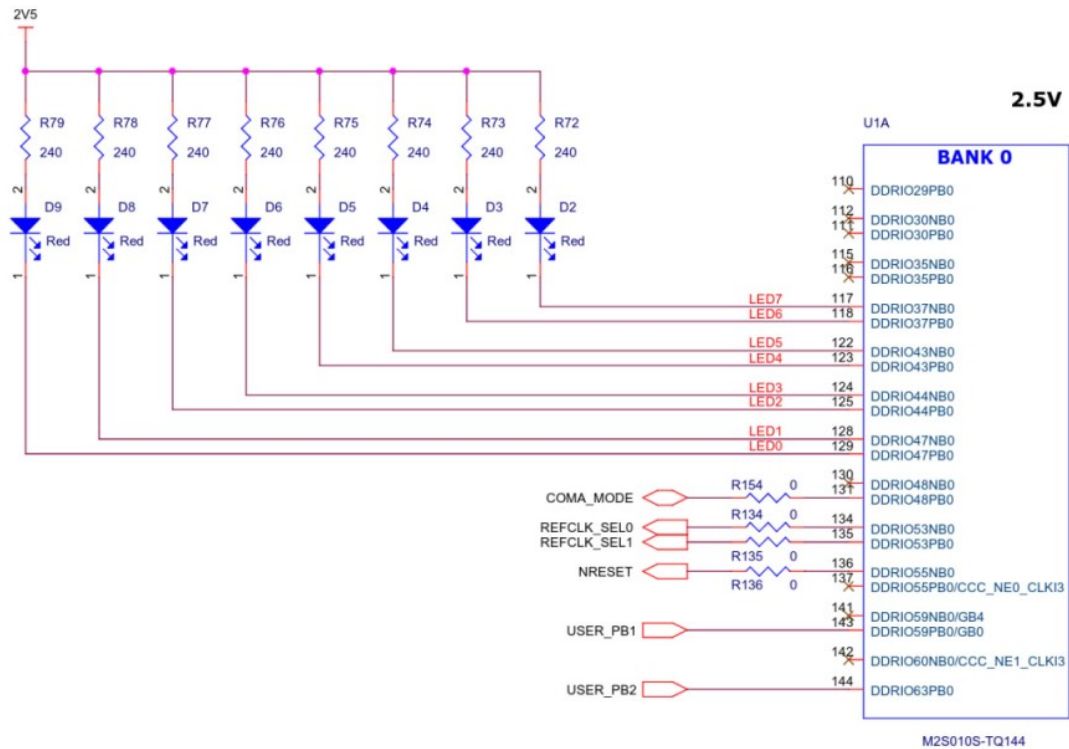 2V5
2.5V
U1A
BANK 0
R79 R78 R77 R76 R75 R74 R73 R72
240 240 240 240 240 240 240 240
2 2 2 2 2 2 2 2
D9 D8 D7 D6 D5 D4 D3 D2
Red Red Red Red Red Red Red Red
1 1 1 1 1 1 1 1
110 DDRIO29PB0
112 DDRIO30NB0
111 DDRIO30PB0
115 DDRIO35NB0
116 DDRIO35PB0
LED7 117 DDRIO37NB0
LED6 118 DDRIO37PB0
LED5 122 DDRIO43NB0
LED4 123 DDRIO43PB0
LED3 124 DDRIO44NB0
LED2 125 DDRIO44PB0
LED1 128 DDRIO47NB0
LED0 129 DDRIO47PB0
130 DDRIO48NB0
R154 0
COMA_MODE 131 DDRIO48PB0
R134 0
REFCLK_SEL0 134 DDRIO53NB0
REFCLK_SEL1 135 DDRIO53PB0
R135 0
NRESET 136 DDRIO55NB0
R136 0
137 DDRIO55PB0/CCC_NE0_CLKI3
141 DDRIO59NB0/GB4
USER_PB1 143 DDRIO59PB0/GB0
142 DDRIO60NB0/CCC_NE1_CLKI3
USER_PB2 144 DDRIO63PB0
M2S010S-TQ144